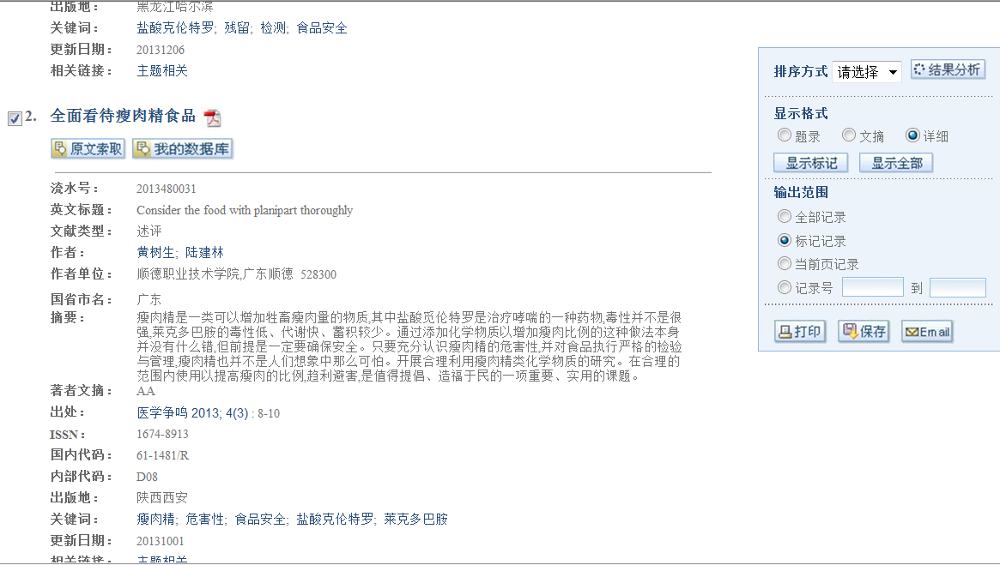 出版地： 黑龙江哈尔滨
关键词： 盐酸克伦特罗; 残留; 检测; 食品安全
更新日期： 20131206
相关链接： 主题相关
2. 全面看待瘦肉精食品
原文索取 我的数据库
流水号： 2013480031
英文标题： Consider the food with planipart thoroughly
文献类型： 述评
作者： 黄树生; 陆建林
作者单位： 顺德职业技术学院,广东顺德 528300
国省市名： 广东
摘要： 瘦肉精是一类可以增加牲畜瘦肉量的物质,其中盐酸克伦特罗是治疗哮喘的一种药物,毒性并不是很
强,莱克多巴胺的毒性低、代谢快、蓄积较少。通过添加化学物质以增加瘦肉比例的这种做法本身
并没有什么错,但前提是一定要确保安全。只要充分认识瘦肉精的危害性,并对食品执行严格的检验
与管理,瘦肉精也并不是人们想象中那么可怕。开展合理利用瘦肉精类化学物质的研究。在合理的
范围内使用以提高瘦肉的比例,趋利避害,是值得提倡、造福于民的一项重要、实用的课题。
著者文摘： AA
出处： 医学争鸣 2013; 4(3) : 8-10
ISSN： 1674-8913
国内代码： 61-1481/R
内部代码： D08
出版地： 陕西西安
关键词： 瘦肉精; 危害性; 食品安全; 盐酸克伦特罗; 莱克多巴胺
更新日期： 20131001
相关链接： 主题相关
排序方式 请选择 结果分析
显示格式
题录 文摘 详细
显示标记 显示全部
输出范围
全部记录
标记记录
当前页记录
记录号 到
打印 保存 Email